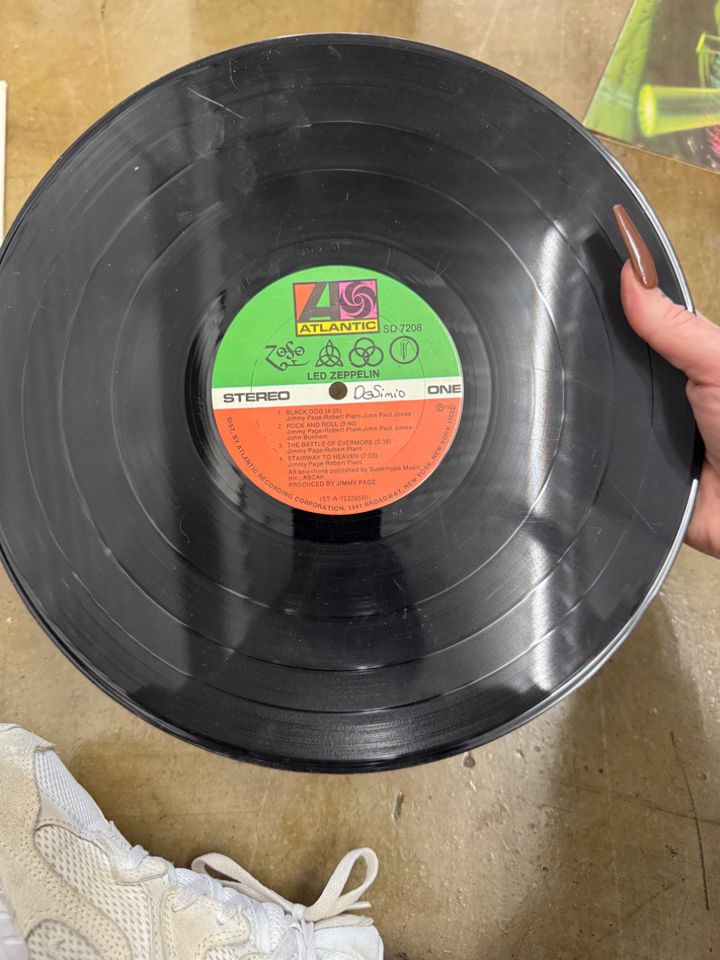 ATLANTIC SD 7208
LED ZEPPELIN
STEREO DeSimio ONE
1. BLACK DOG (4:55)
Jimmy Page-Robert Plant-John Paul Jones
2. ROCK AND ROLL (3:40)
Jimmy Page-Robert Plant-John Paul Jones-
John Bonham
3. THE BATTLE OF EVERMORE (5:38)
Jimmy Page-Robert Plant
4. STAIRWAY TO HEAVEN (7:55)
Jimmy Page-Robert Plant
All selections published by Superhype Music,
Inc., ASCAP
PRODUCED BY JIMMY PAGE
(ST-A-712285R)
DIST. BY ATLANTIC RECORDING CORPORATION, 1841 BROADWAY, NEW YORK, NEW YORK